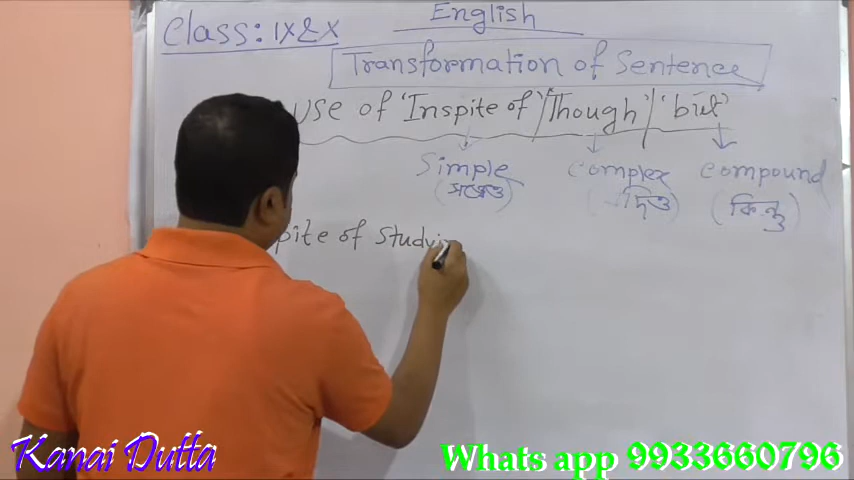 English
Class: IX & X
Transformation of Sentence
use of 'Inspite of' / 'Though' / 'but'
Simple Complex Compound
(সত্ত্বেও) (যদিও) (কিন্তু)
pite of Study
Kanai Dutta
Whats app 9933660796